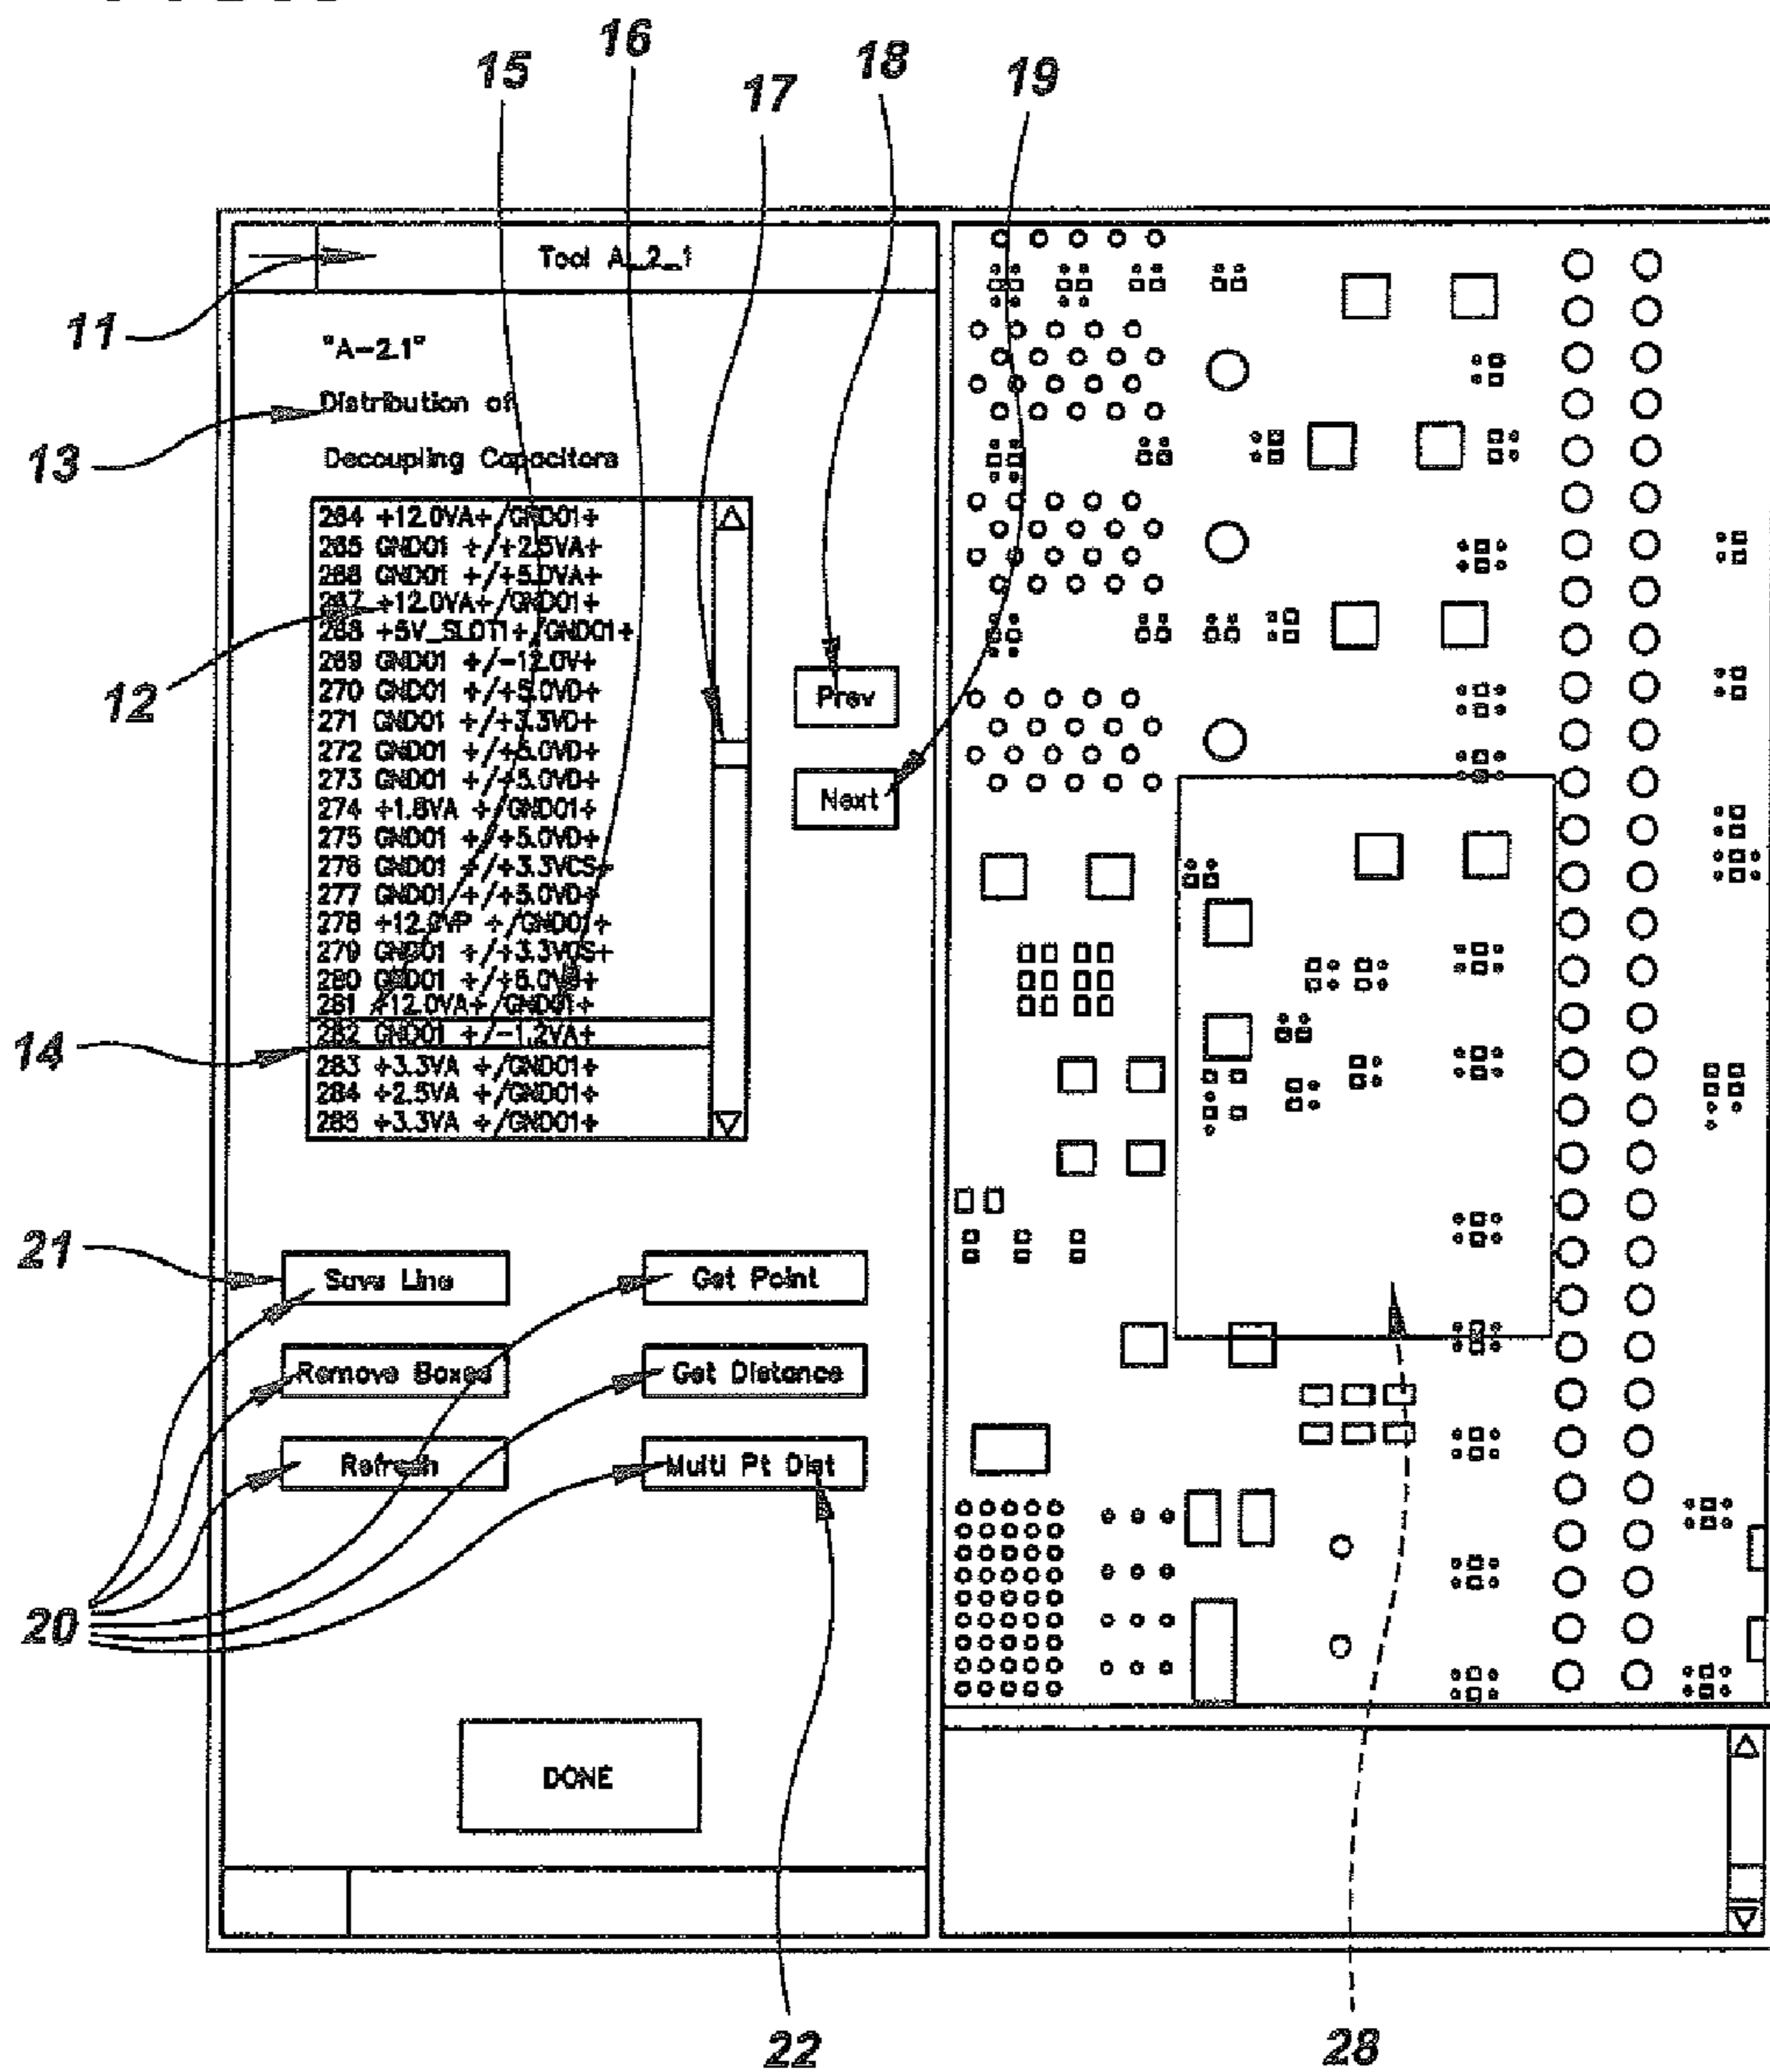 16
15
18
17
19
Tool A_2_1
11
"A-2.1"
Distribution of
13
Decoupling Capacitors
264 +12.0VA+/GND01+
265 GND01 +/+2.5VA+
266 GND01 +/+5.0VA+
267 +12.0VA+/GND01+
268 +5V_SLOT1+/GND01+
269 GND01 +/-12.0V+
270 GND01 +/+5.0VD+
12
Prev
271 GND01 +/+3.3VD+
272 GND01 +/+5.0VD+
273 GND01 +/+5.0VD+
Next
274 +1.8VA +/GND01+
275 GND01 +/+5.0VD+
276 GND01 +/+3.3VCS+
277 GND01 +/+5.0VD+
278 +12.0VP +/GND01+
279 GND01 +/+3.3VCS+
280 GND01 +/+5.0VD+
281 +12.0VA+/GND01+
282 GND01 +/-1.2VA+
14
283 +3.3VA +/GND01+
284 +2.5VA +/GND01+
285 +3.3VA +/GND01+
21
Save Line
Get Point
Remove Boxes
Get Distance
Refresh
Multi Pt Dist
20
DONE
22
28